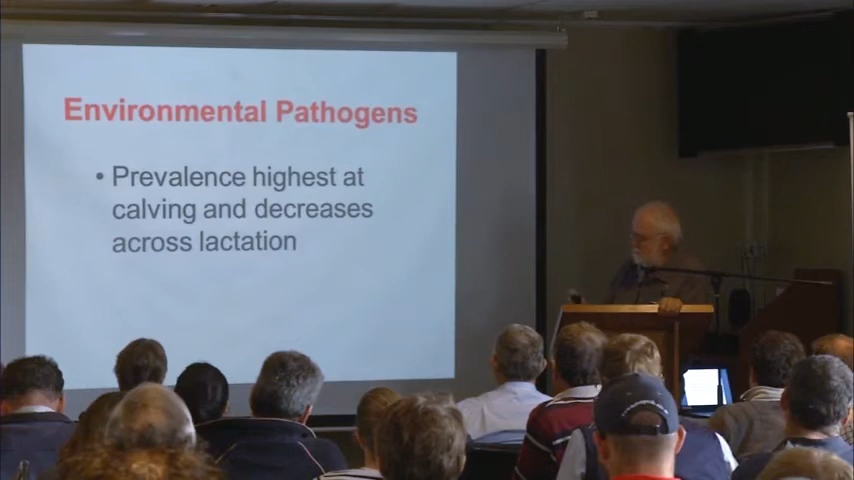 Environmental Pathogens
• Prevalence highest at
calving and decreases
across lactation